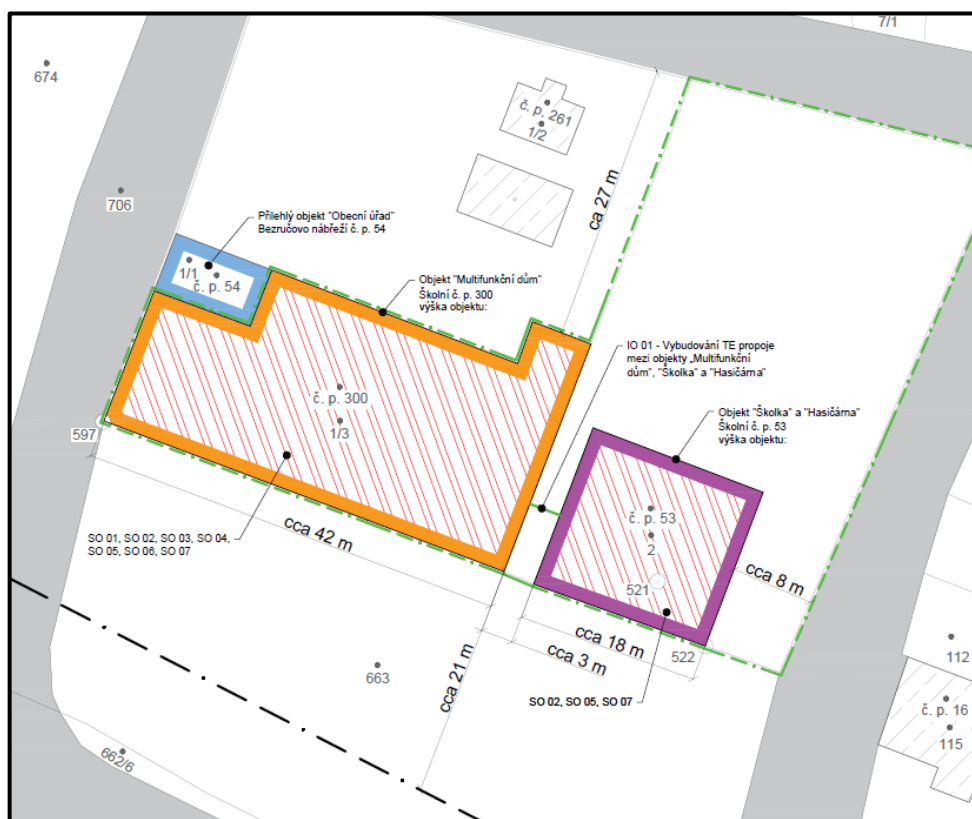 7/1
674
č. p. 261
1/2
ca 27 m
706
Přilehlý objekt "Obecní úřad"
Bezručovo nábřeží č. p. 54
1/1
č. p. 54
Objekt "Multifunkční dům"
Školní č. p. 300
výška objektu:
IO 01 - Vybudování TE propoje
mezi objekty „Multifunkční
dům", "Školka" a "Hasičárna"
č. p. 300
1/3
Objekt "Školka" a "Hasičárna"
Školní č. p. 53
výška objektu:
597
č. p. 53
2
521
SO 01, SO 02, SO 03, SO 04,
SO 05, SO 06, SO 07
cca 42 m
cca 8 m
cca 18 m
cca 3 m
522
cca 21 m
663
SO 02, SO 05, SO 07
112
č. p. 16
115
662/6